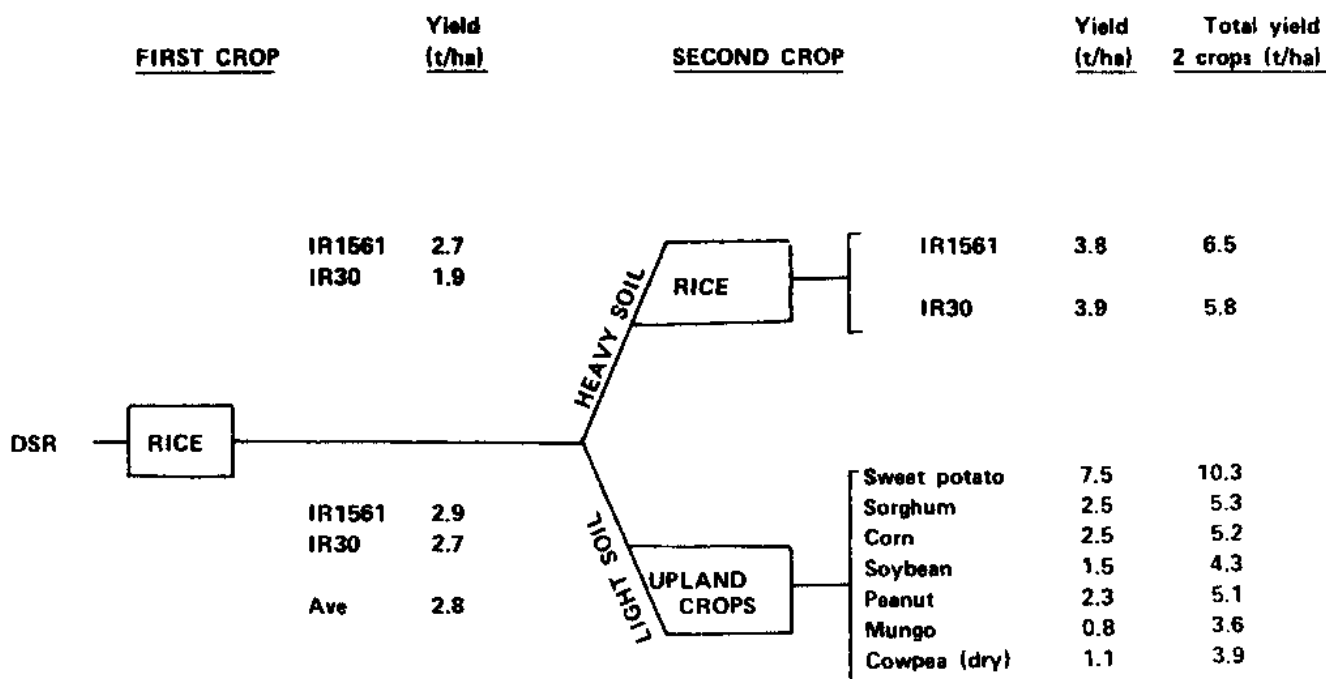 FIRST CROP Yield (t/ha) SECOND CROP Yield (t/ha) Total yield 2 crops (t/ha)
IR1561 2.7
IR30 1.9
HEAVY SOIL
RICE
IR1561 3.8 6.5
IR30 3.9 5.8
DSR RICE
IR1561 2.9
IR30 2.7
Ave 2.8
LIGHT SOIL
UPLAND
CROPS
Sweet potato 7.5 10.3
Sorghum 2.5 5.3
Corn 2.5 5.2
Soybean 1.5 4.3
Peanut 2.3 5.1
Mungo 0.8 3.6
Cowpea (dry) 1.1 3.9